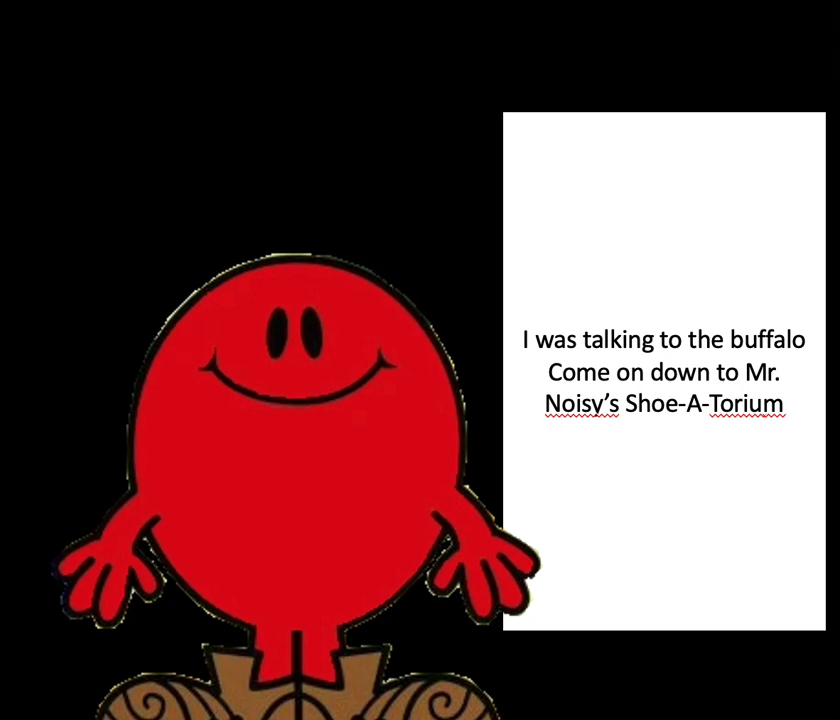 I was talking to the buffalo
Come on down to Mr.
Noisy’s Shoe-A-Torium